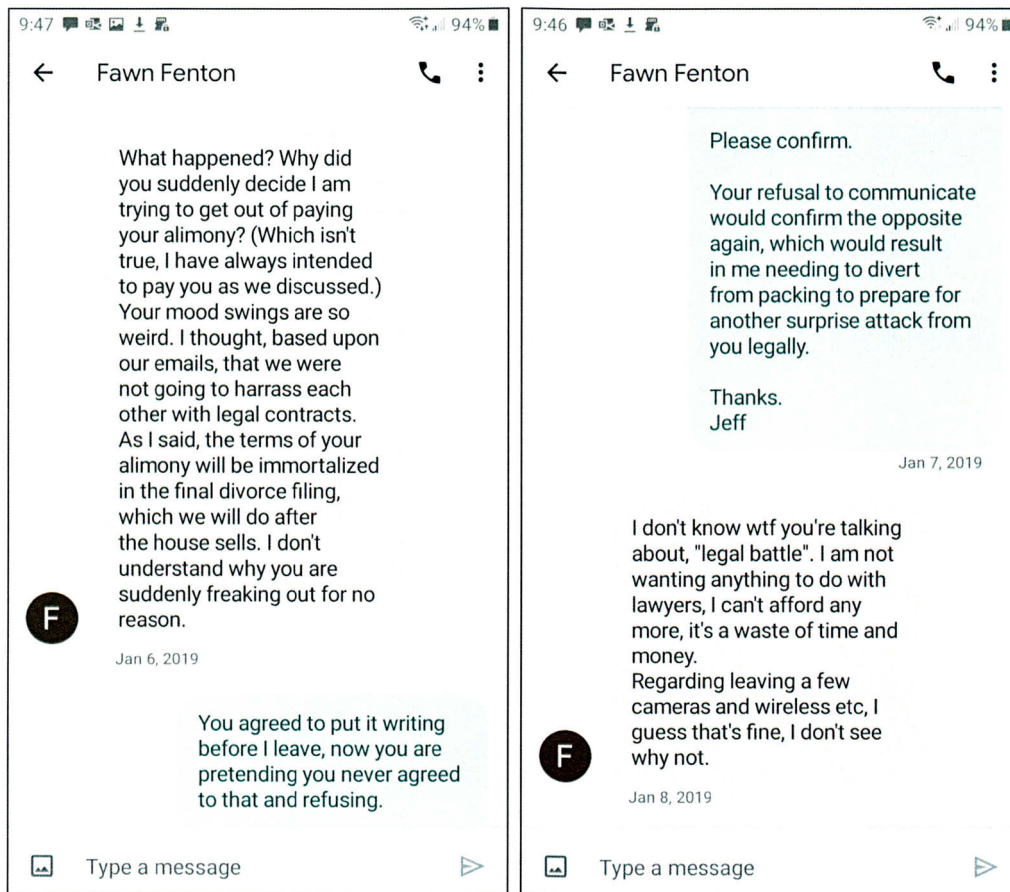 9:47 94%
Fawn Fenton
What happened? Why did
you suddenly decide I am
trying to get out of paying
your alimony? (Which isn't
true, I have always intended
to pay you as we discussed.)
Your mood swings are so
weird. I thought, based upon
our emails, that we were
not going to harrass each
other with legal contracts.
As I said, the terms of your
alimony will be immortalized
in the final divorce filing,
which we will do after
the house sells. I don't
understand why you are
suddenly freaking out for no
reason.
F
Jan 6, 2019
You agreed to put it writing
before I leave, now you are
pretending you never agreed
to that and refusing.
Type a message
9:46 94%
Fawn Fenton
Please confirm.
Your refusal to communicate
would confirm the opposite
again, which would result
in me needing to divert
from packing to prepare for
another surprise attack from
you legally.
Thanks.
Jeff
Jan 7, 2019
I don't know wtf you're talking
about, "legal battle". I am not
wanting anything to do with
lawyers, I can't afford any
more, it's a waste of time and
money.
Regarding leaving a few
cameras and wireless etc, I
guess that's fine, I don't see
why not.
F
Jan 8, 2019
Type a message